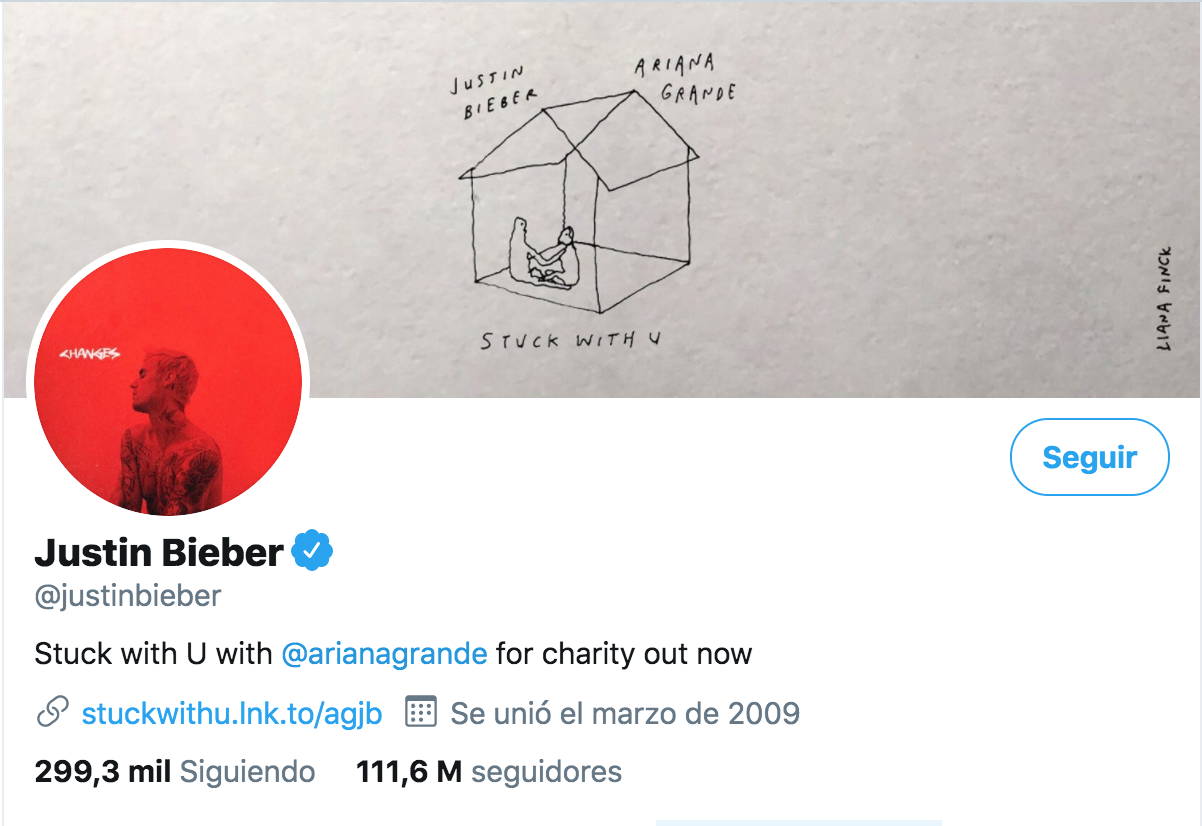 JUSTIN
BIEBER
ARIANA
GRANDE
STUCK WITH U
LIANA FINCK
CHANGES
Seguir
Justin Bieber
@justinbieber
Stuck with U with @arianagrande for charity out now
stuckwithu.lnk.to/agjb Se unió el marzo de 2009
299,3 mil Siguiendo 111,6 M seguidores